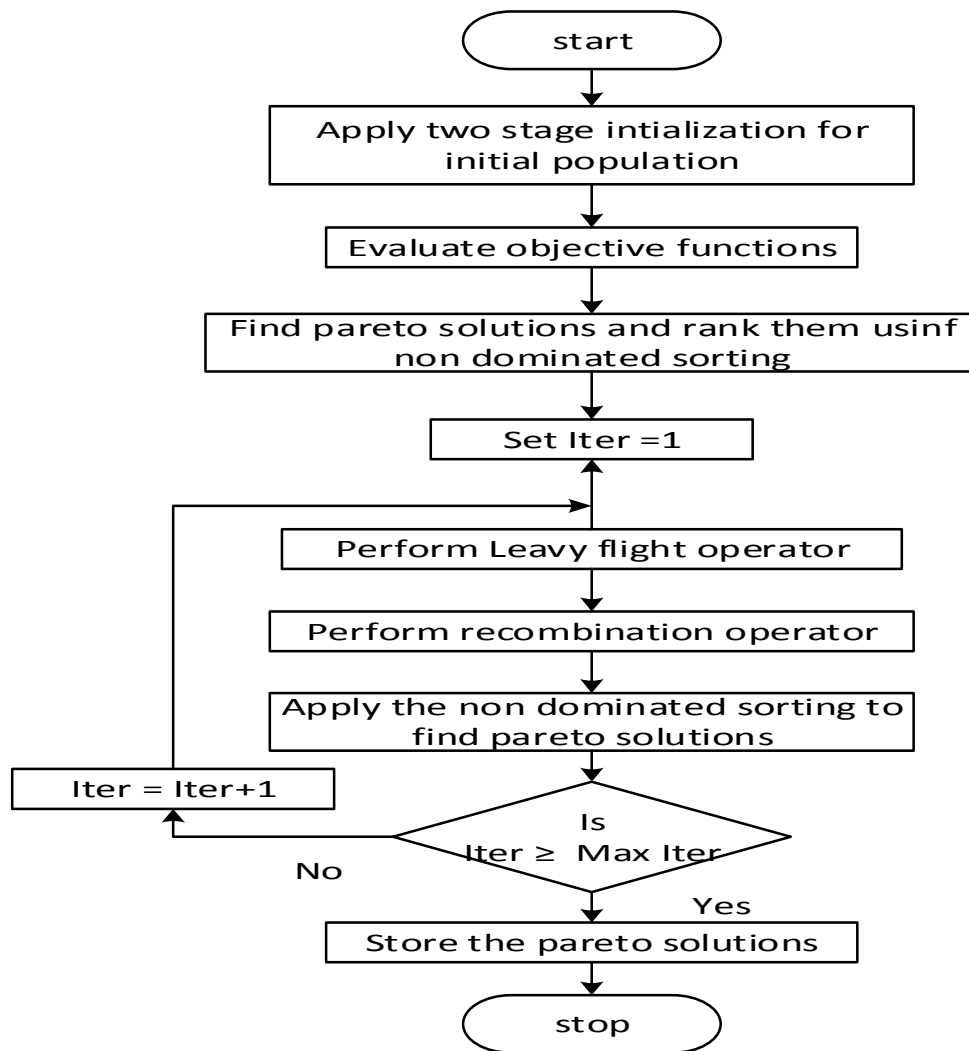 start
Apply two stage intialization for
initial population
Evaluate objective functions
Find pareto solutions and rank them usinf
non dominated sorting
Set Iter =1
Perform Leavy flight operator
Perform recombination operator
Apply the non dominated sorting to
find pareto solutions
Iter = Iter+1
Is
Iter ≥ Max Iter
No
Yes
Store the pareto solutions
stop